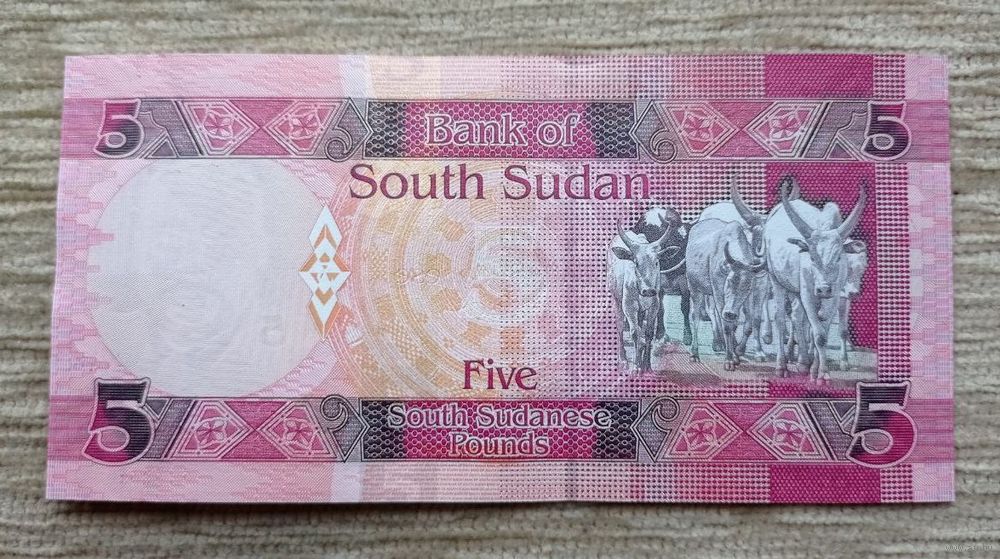 5 Bank of 5
South Sudan
Five
5 South Sudanese 5
Pounds